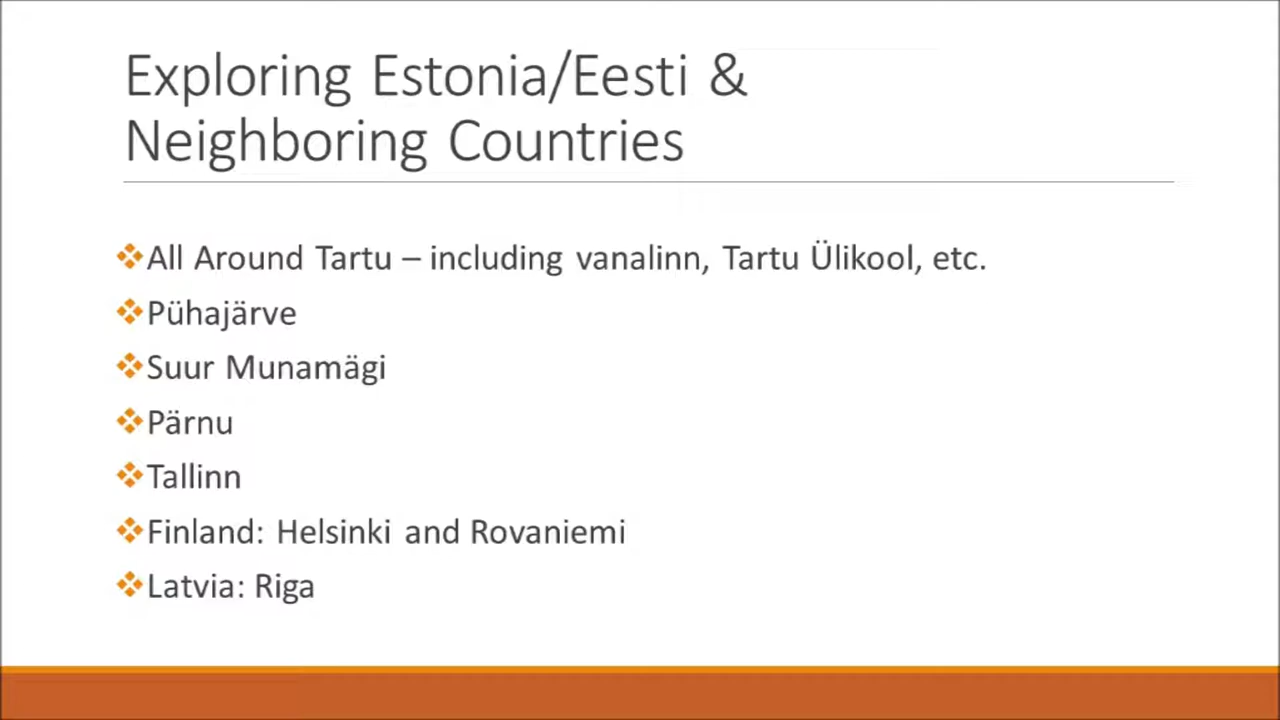 Exploring Estonia/Eesti &
Neighboring Countries
❖All Around Tartu – including vanalinn, Tartu Ülikool, etc.
❖Pühajärve
❖Suur Munamägi
❖Pärnu
❖Tallinn
❖Finland: Helsinki and Rovaniemi
❖Latvia: Riga